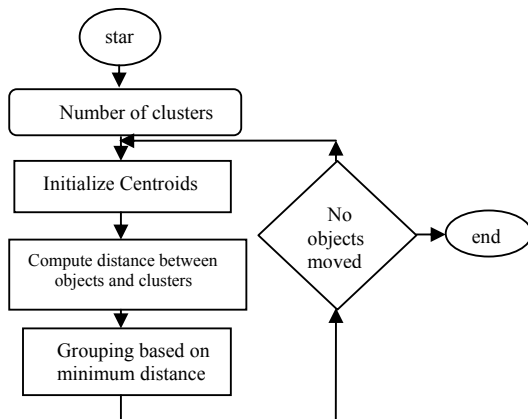 star
Number of clusters
Initialize Centroids
Compute distance between
objects and clusters
Grouping based on
minimum distance
No
objects
moved
end